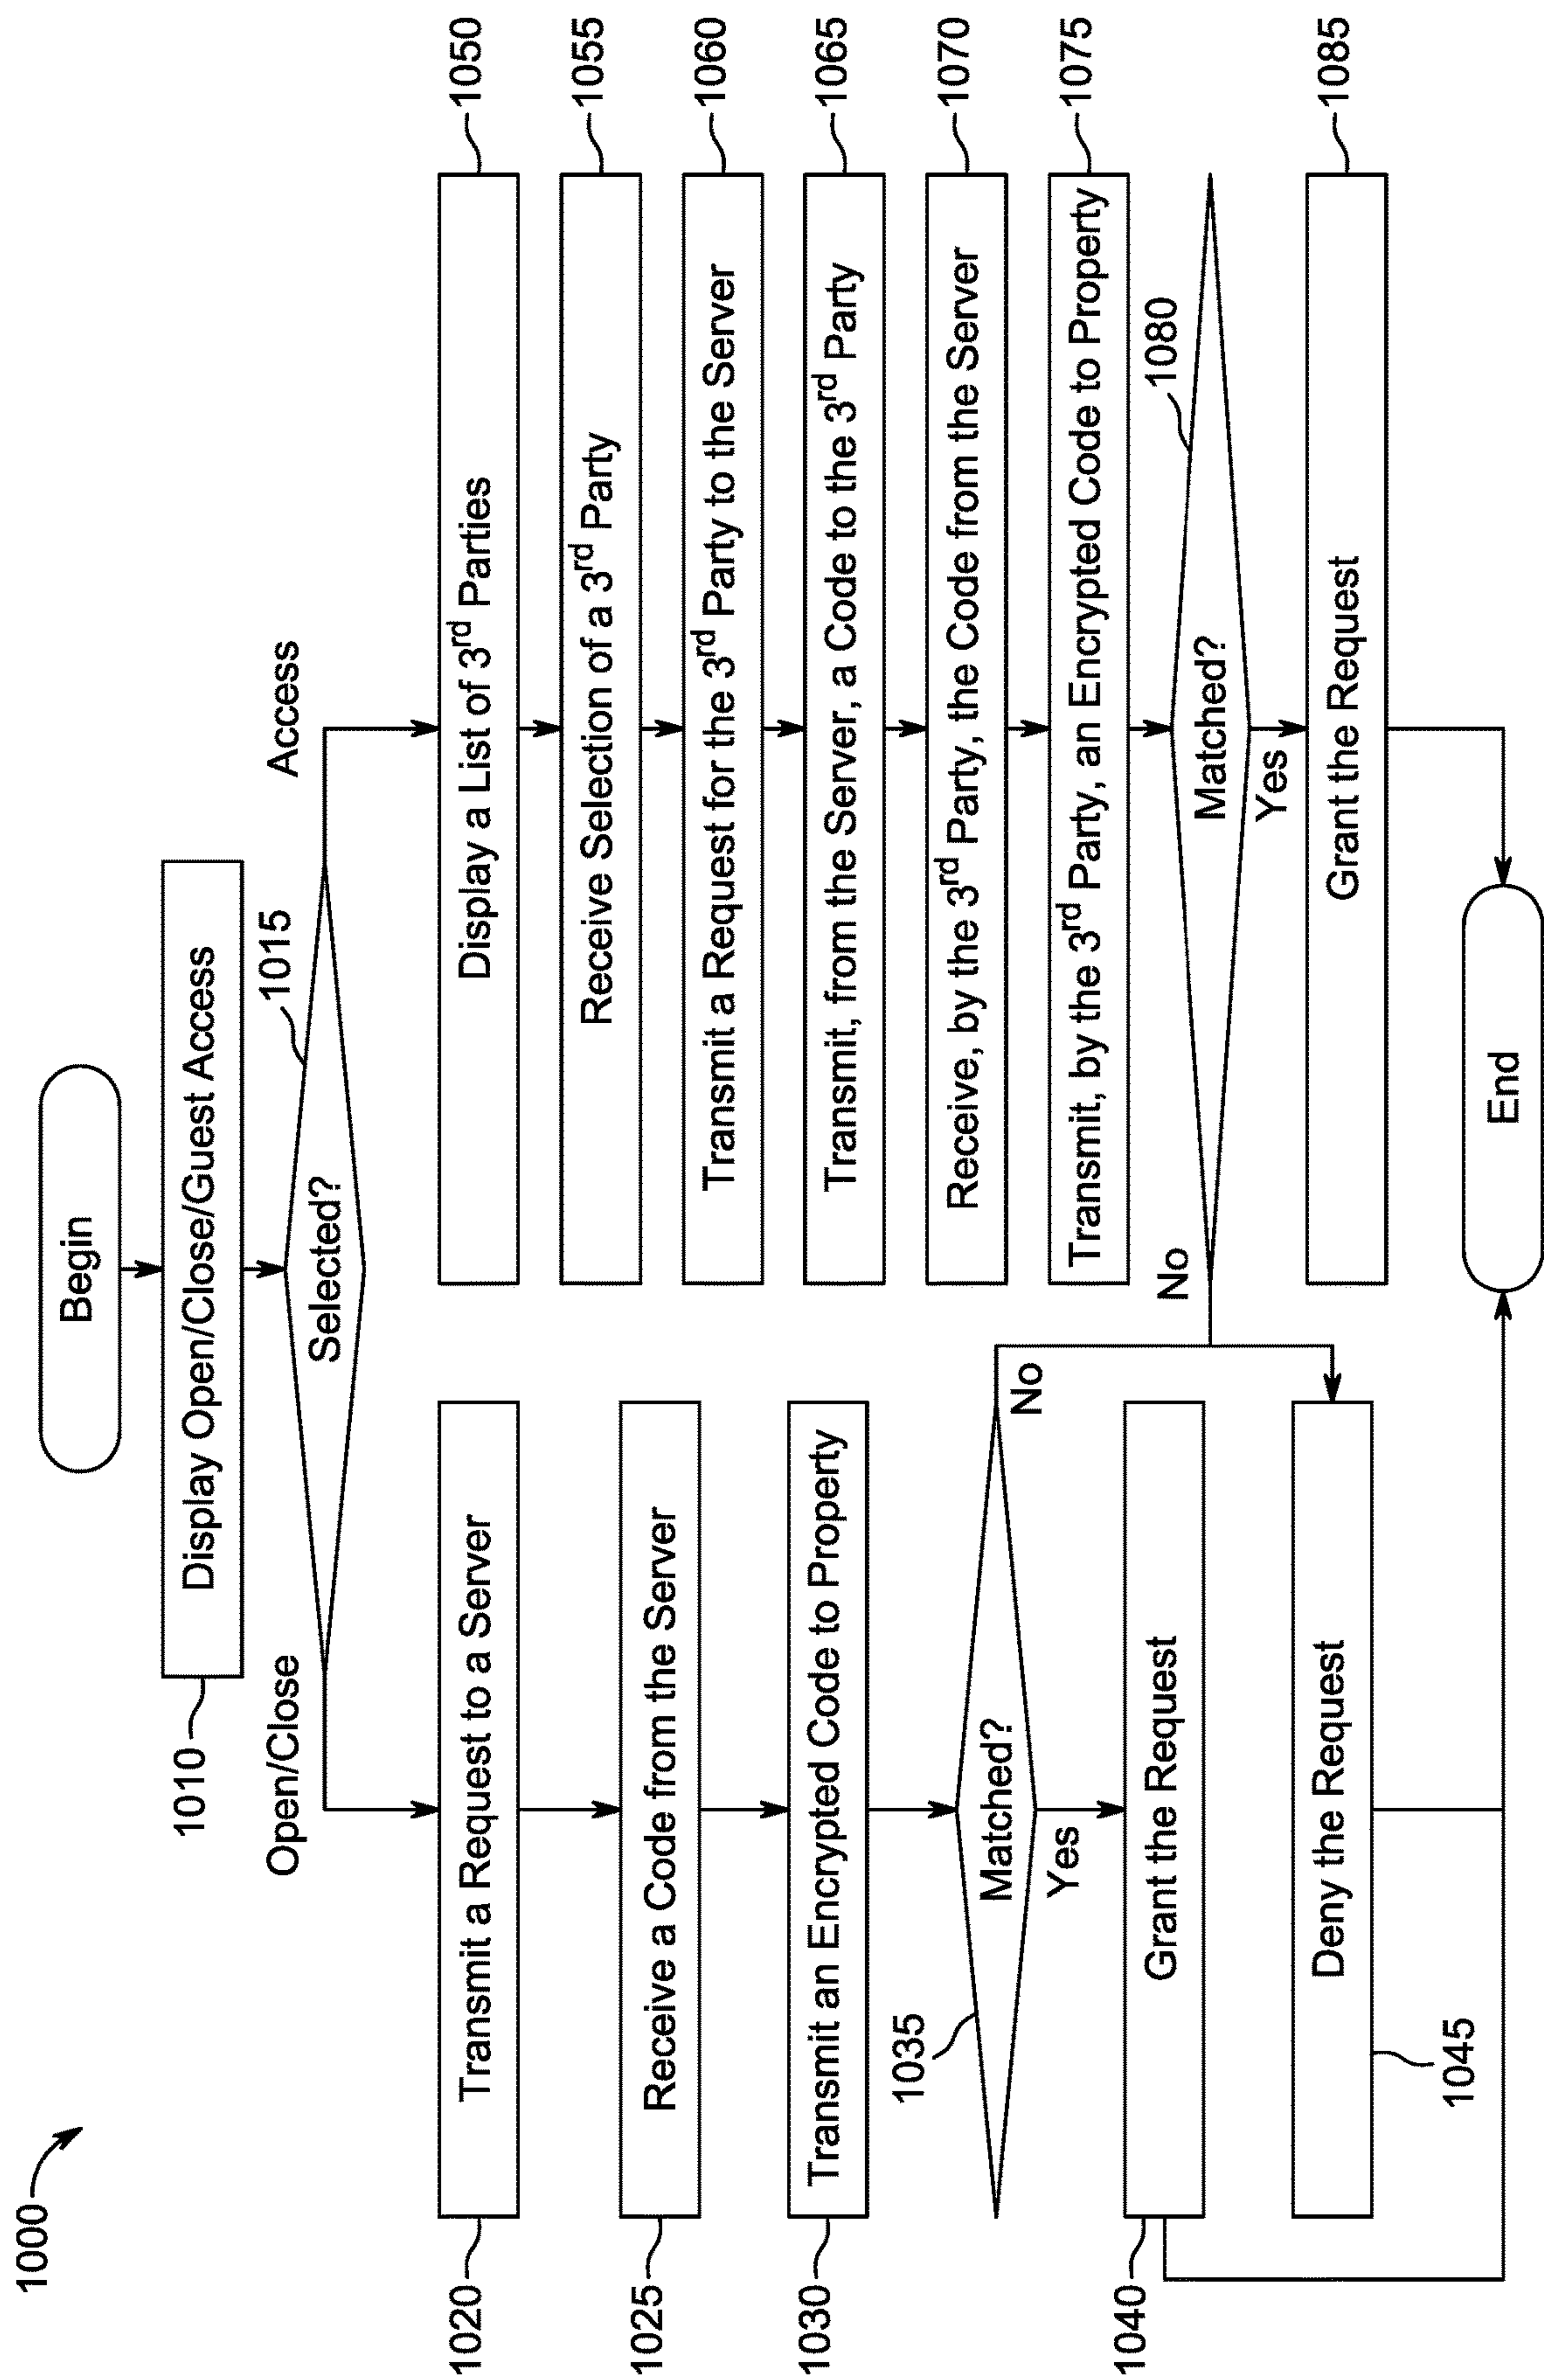 1000
Begin
1010
Display Open/Close/Guest Access
1015
Selected?
Open/Close
Access
1020
Transmit a Request to a Server
1025
Receive a Code from the Server
1030
Transmit an Encrypted Code to Property
1035
Matched?
No
Yes
1040
Grant the Request
Deny the Request
1045
Display a List of 3rd Parties
1050
Receive Selection of a 3rd Party
1055
Transmit a Request for the 3rd Party to the Server
1060
Transmit, from the Server, a Code to the 3rd Party
1065
Receive, by the 3rd Party, the Code from the Server
1070
Transmit, by the 3rd Party, an Encrypted Code to Property
1075
1080
Matched?
No
Yes
Grant the Request
1085
End